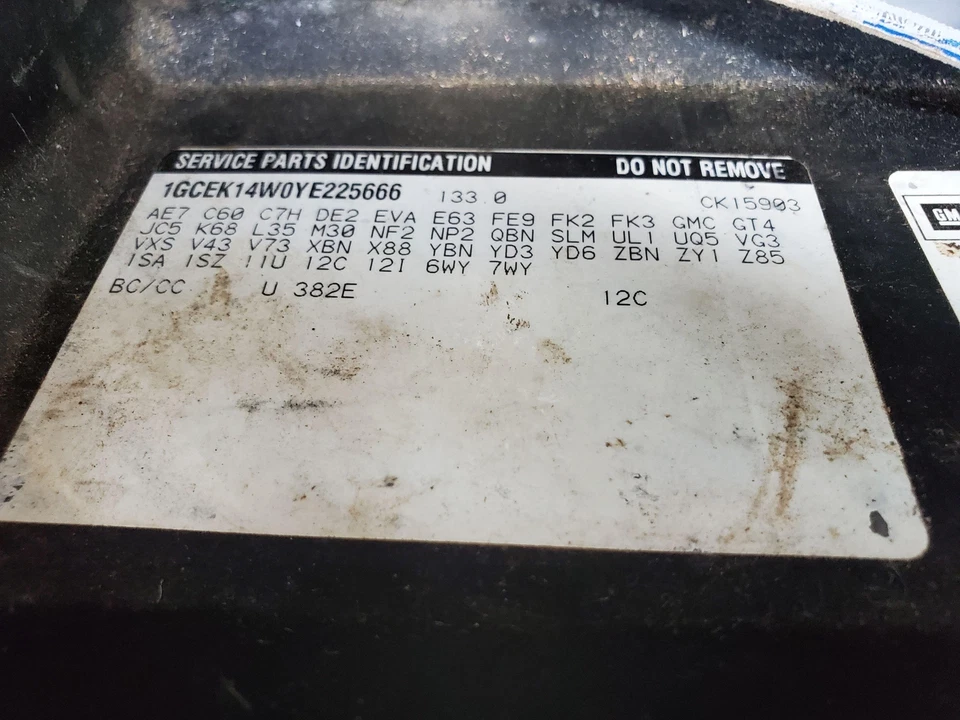 SERVICE PARTS IDENTIFICATION DO NOT REMOVE
1GCEK14W0YE225666 133.0 CK15903
AE7 C60 C7H DE2 EVA E63 FE9 FK2 FK3 GMC GT4
JC5 K68 L35 M30 NF2 NP2 QBN SLM UL1 UQ5 VG3
VXS V43 V73 XBN X88 YBN YD3 YD6 ZBN ZY1 Z85
1SA 1SZ 11U 12C 12I 6WY 7WY
BC/CC U 382E 12C
GM